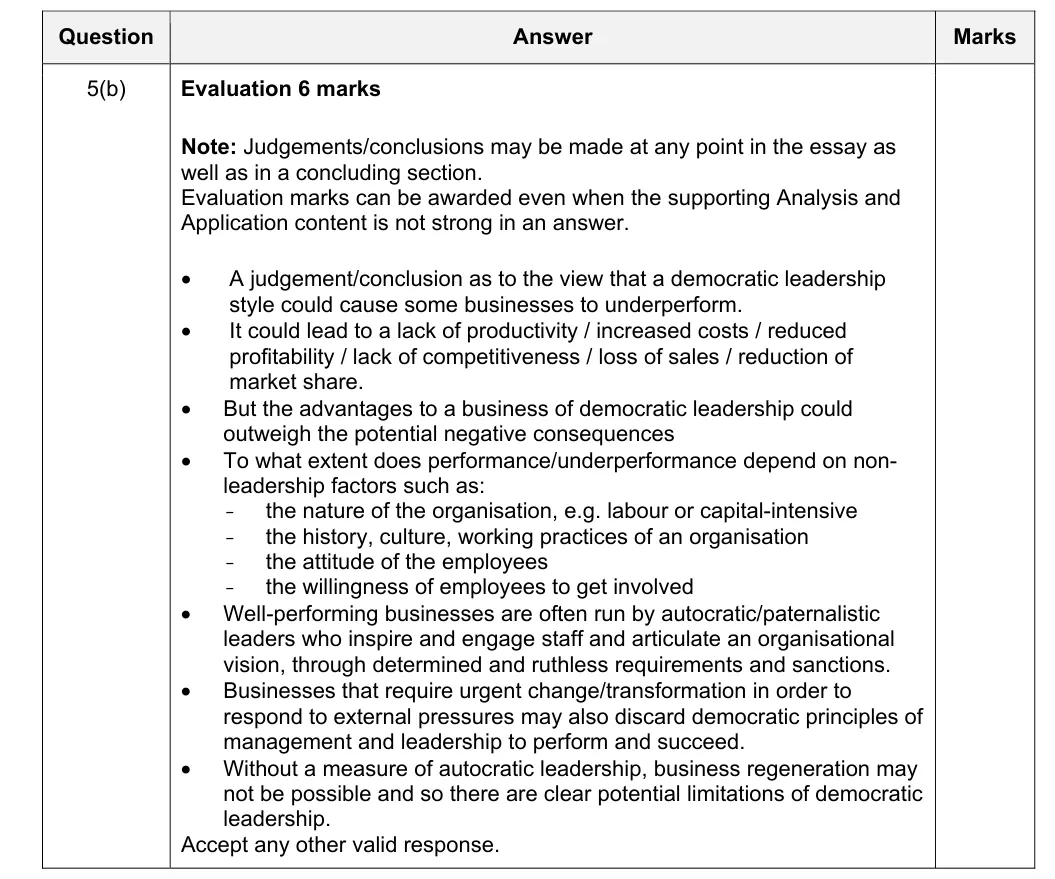 Question Answer Marks
5(b) Evaluation 6 marks
Note: Judgements/conclusions may be made at any point in the essay as
well as in a concluding section.
Evaluation marks can be awarded even when the supporting Analysis and
Application content is not strong in an answer.
• A judgement/conclusion as to the view that a democratic leadership
style could cause some businesses to underperform.
• It could lead to a lack of productivity / increased costs / reduced
profitability / lack of competitiveness / loss of sales / reduction of
market share.
• But the advantages to a business of democratic leadership could
outweigh the potential negative consequences
• To what extent does performance/underperformance depend on non-
leadership factors such as:
- the nature of the organisation, e.g. labour or capital-intensive
- the history, culture, working practices of an organisation
- the attitude of the employees
- the willingness of employees to get involved
• Well-performing businesses are often run by autocratic/paternalistic
leaders who inspire and engage staff and articulate an organisational
vision, through determined and ruthless requirements and sanctions.
• Businesses that require urgent change/transformation in order to
respond to external pressures may also discard democratic principles of
management and leadership to perform and succeed.
• Without a measure of autocratic leadership, business regeneration may
not be possible and so there are clear potential limitations of democratic
leadership.
Accept any other valid response.